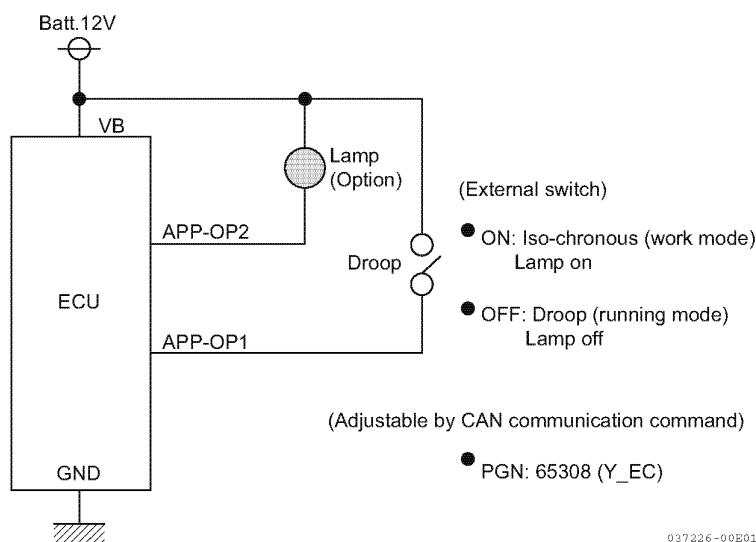 Batt.12V
VB
Lamp
(Option)
(External switch)
APP-OP2
ON: Iso-chronous (work mode)
Lamp on
Droop
ECU
OFF: Droop (running mode)
Lamp off
APP-OP1
(Adjustable by CAN communication command)
GND
PGN: 65308 (Y_EC)
037226-00E01